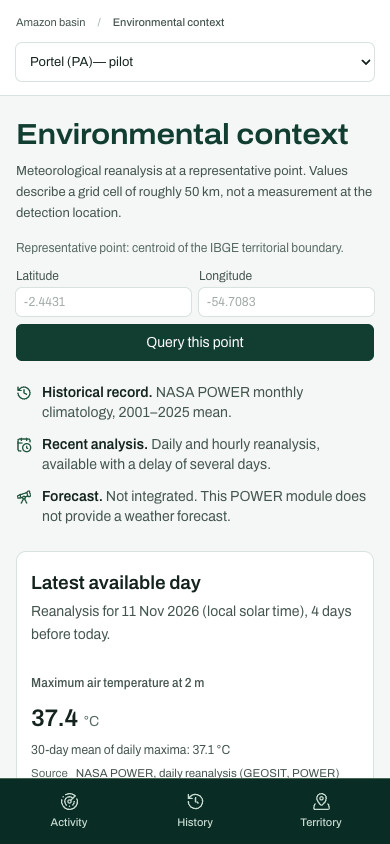 Amazon basin / Environmental context
Portel (PA)— pilot
Environmental context
Meteorological reanalysis at a representative point. Values
describe a grid cell of roughly 50 km, not a measurement at the
detection location.
Representative point: centroid of the IBGE territorial boundary.
Latitude Longitude
-2.4431 -54.7083
Query this point
Historical record. NASA POWER monthly
climatology, 2001–2025 mean.
Recent analysis. Daily and hourly reanalysis,
available with a delay of several days.
Forecast. Not integrated. This POWER module does
not provide a weather forecast.
Latest available day
Reanalysis for 11 Nov 2026 (local solar time), 4 days
before today.
Maximum air temperature at 2 m
37.4 °C
30-day mean of daily maxima: 37.1 °C
Source NASA POWER, daily reanalysis (GEOSIT, POWER)
Activity History Territory